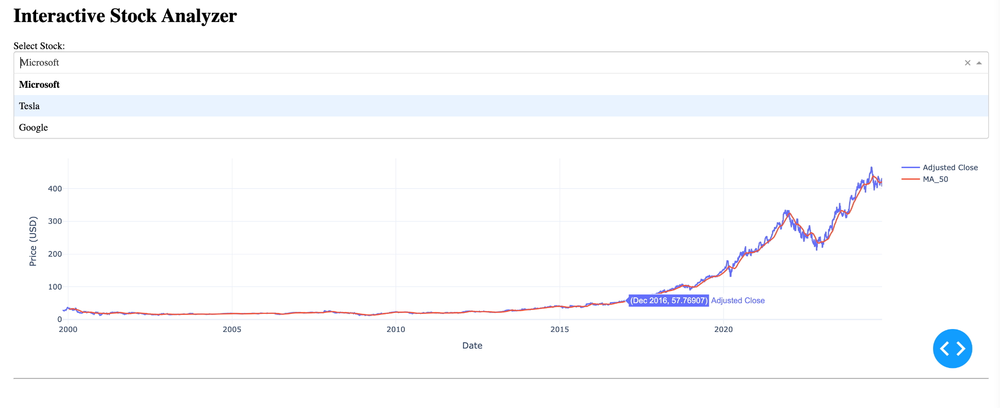 Interactive Stock Analyzer
Select Stock:
Microsoft
Microsoft
Tesla
Google
Adjusted Close
MA_50
400
300
200
100
0
Price (USD)
(Dec 2016, 57.76907) Adjusted Close
2000 2005 2010 2015 2020
Date